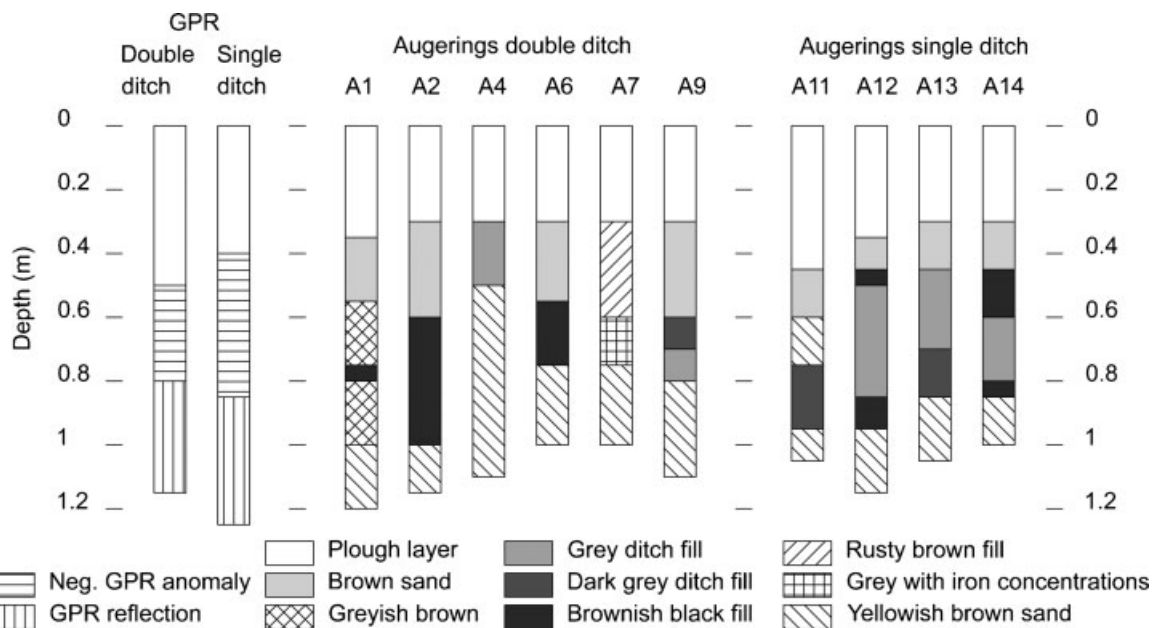 GPR
Double ditch
Single ditch
Augerings double ditch
Augerings single ditch
A1 A2 A4 A6 A7 A9 A11 A12 A13 A14
Depth (m)
0 0
0.2 0.2
0.4 0.4
0.6 0.6
0.8 0.8
1 1
1.2 1.2
Plough layer Grey ditch fill Rusty brown fill
Neg. GPR anomaly Brown sand Dark grey ditch fill Grey with iron concentrations
GPR reflection Greyish brown Brownish black fill Yellowish brown sand